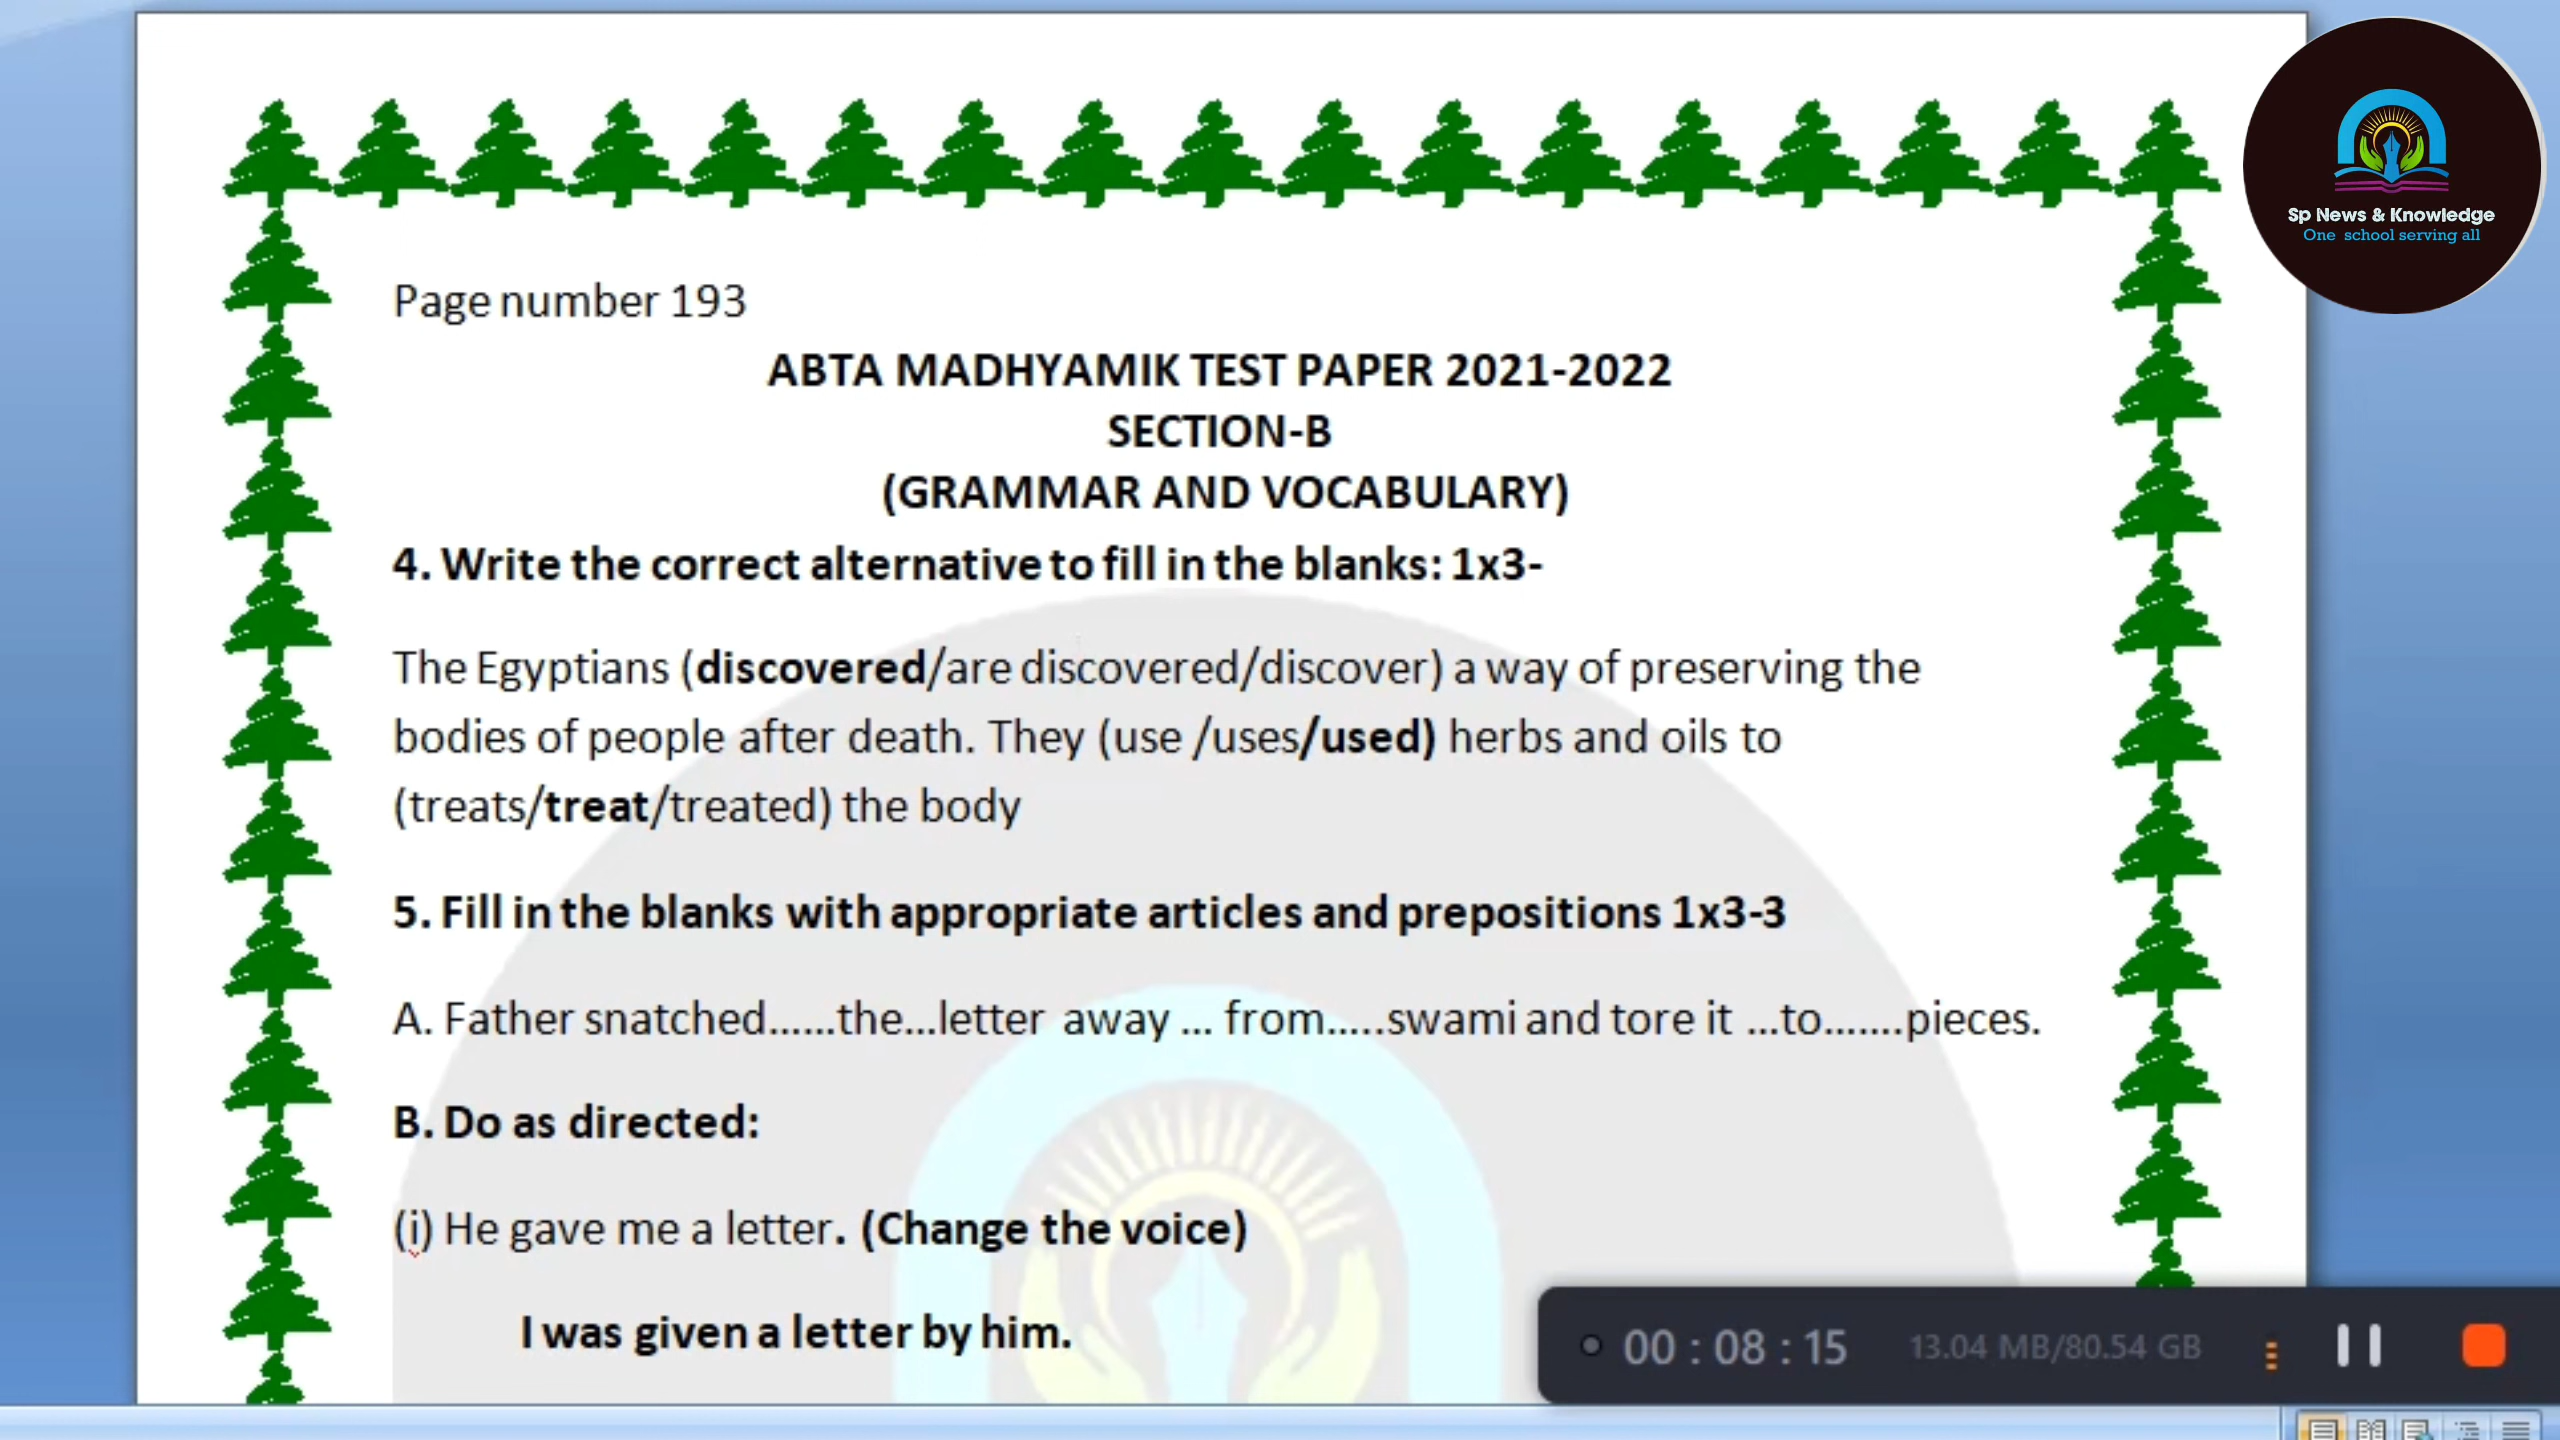 Sp News & Knowledge
One school serving all
Page number 193
ABTA MADHYAMIK TEST PAPER 2021-2022
SECTION-B
(GRAMMAR AND VOCABULARY)
4. Write the correct alternative to fill in the blanks: 1x3-
The Egyptians (discovered/are discovered/discover) a way of preserving the
bodies of people after death. They (use /uses/used) herbs and oils to
(treats/treat/treated) the body
5. Fill in the blanks with appropriate articles and prepositions 1x3-3
A. Father snatched......the...letter away ... from.....swami and tore it ...to.......pieces.
B. Do as directed:
(i) He gave me a letter. (Change the voice)
I was given a letter by him.
00 : 08 : 15 13.04 MB/80.54 GB